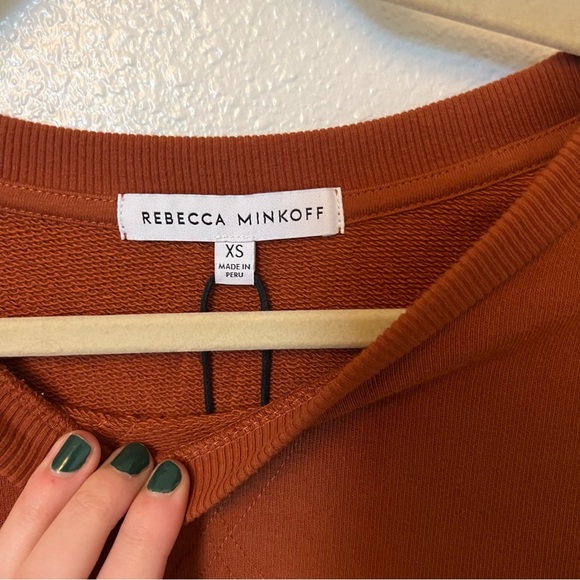 REBECCA MINKOFF
XS
MADE IN
PERU